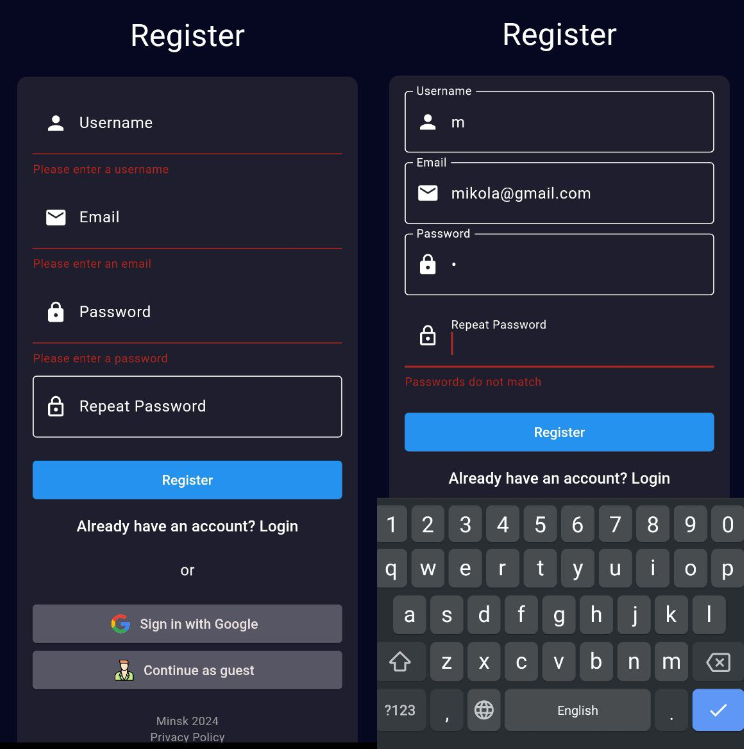 Register
Username
Please enter a username
Email
Please enter an email
Password
Please enter a password
Repeat Password
Register
Already have an account? Login
or
Sign in with Google
Continue as guest
Minsk 2024
Privacy Policy
Register
Username
m
Email
mikola@gmail.com
Password
•
Repeat Password
Passwords do not match
Register
Already have an account? Login
1 2 3 4 5 6 7 8 9 0
q w e r t y u i o p
a s d f g h j k l
z x c v b n m
?123 , English .